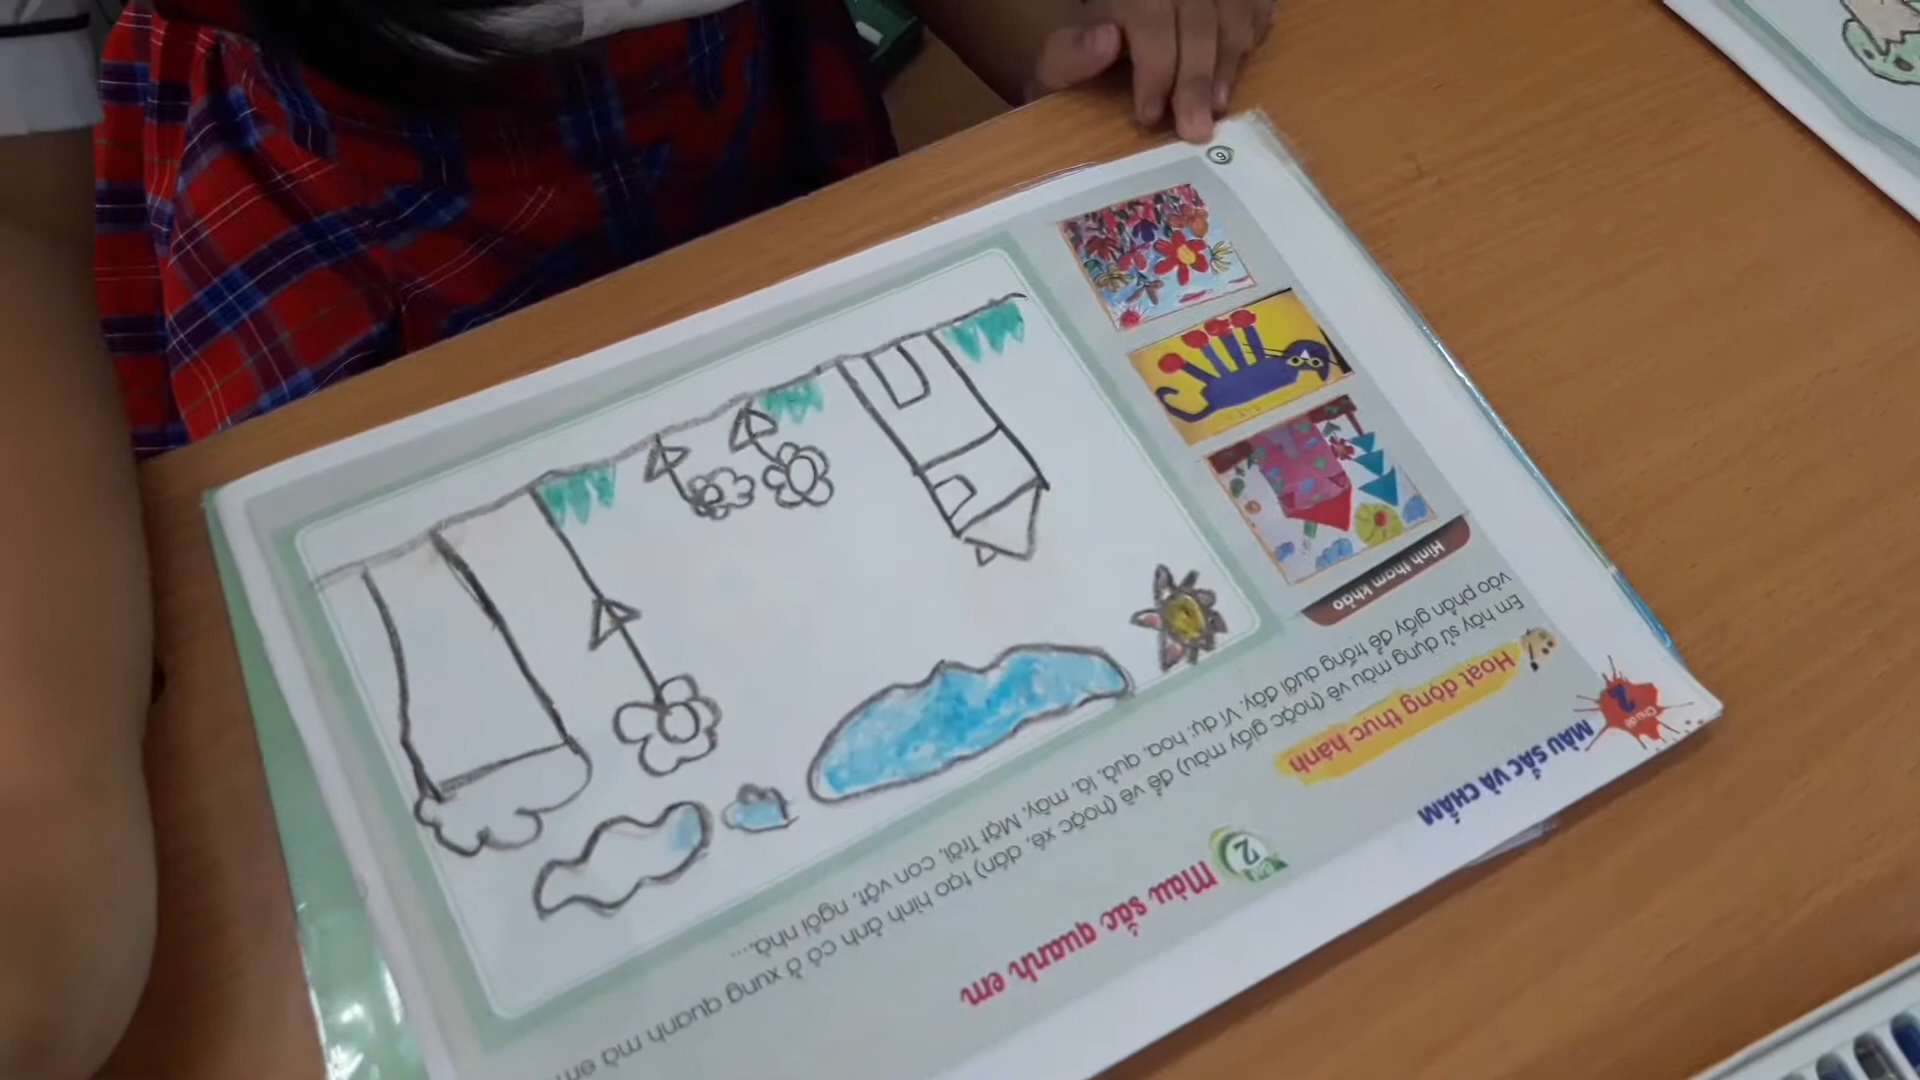 Chủ đề
2
MÀU SẮC VÀ CHẤM
2
Màu sắc quanh em
Hoạt động thực hành
Em hãy sử dụng màu vẽ (hoặc giấy màu) để vẽ (hoặc xé, dán) tạo hình ảnh có ở xung quanh mà em
vào phần giấy để trống dưới đây. Ví dụ: hoa, quả, lá, mây, Mặt Trời, con vật, ngôi nhà,...
Hình tham khảo
6